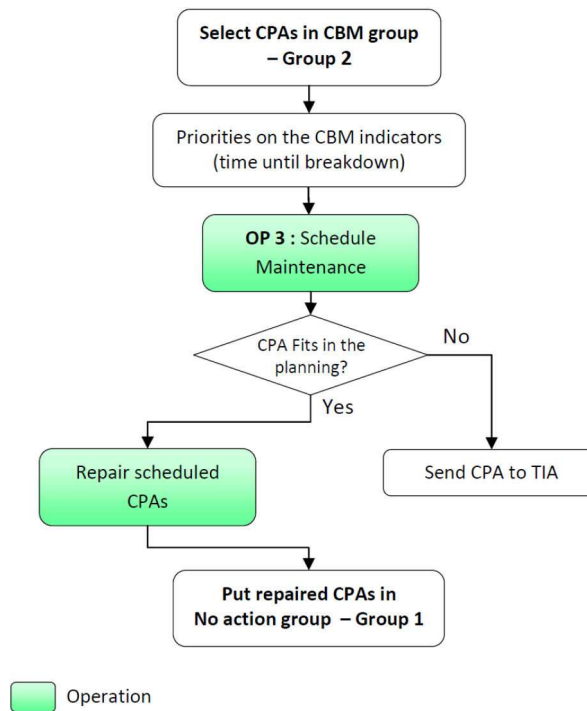 Select CPAs in CBM group
– Group 2
Priorities on the CBM indicators
(time until breakdown)
OP 3 : Schedule
Maintenance
CPA Fits in the
planning?
No
Yes
Repair scheduled
CPAs
Send CPA to TIA
Put repaired CPAs in
No action group – Group 1
Operation